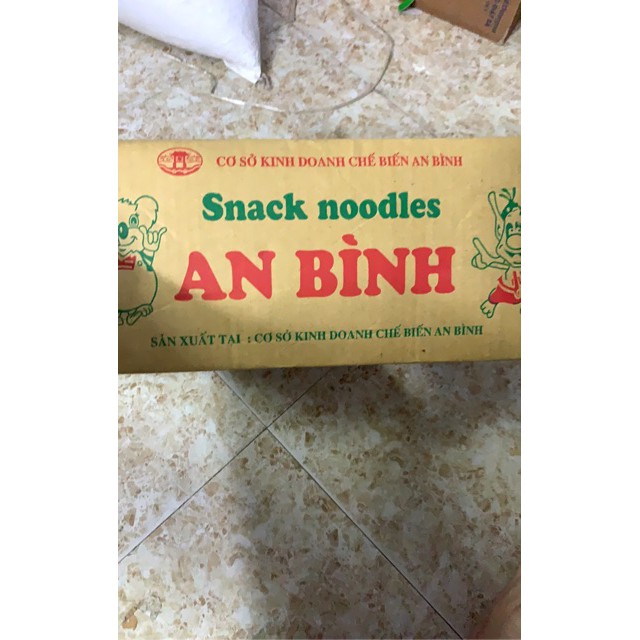 CƠ SỞ KINH DOANH CHẾ BIẾN AN BÌNH
Snack noodles
AN BÌNH
SẢN XUẤT TẠI : CƠ SỞ KINH DOANH CHẾ BIẾN AN BÌNH